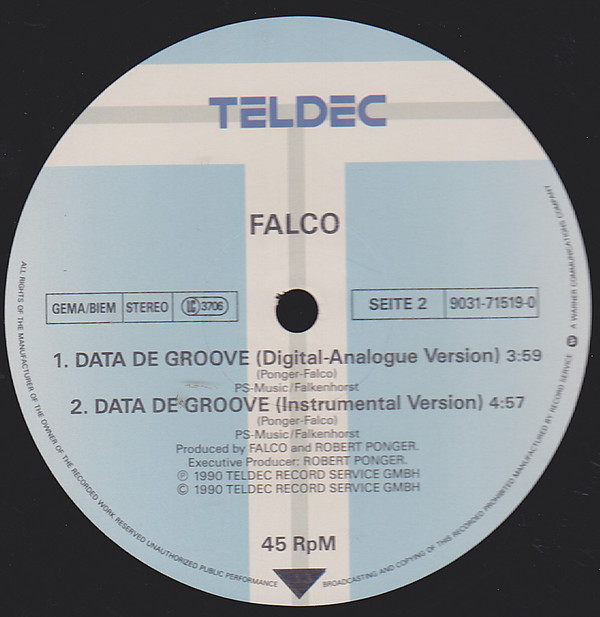 TELDEC
FALCO
GEMA/BIEM STEREO LC 3706
SEITE 2 9031-71519-0
1. DATA DE GROOVE (Digital-Analogue Version) 3:59
(Ponger-Falco)
PS-Music/Falkenhorst
2. DATA DE GROOVE (Instrumental Version) 4:57
(Ponger-Falco)
PS-Music/Falkenhorst
Produced by FALCO and ROBERT PONGER.
Executive Producer: ROBERT PONGER.
℗ 1990 TELDEC RECORD SERVICE GMBH
© 1990 TELDEC RECORD SERVICE GMBH
45 RpM
ALL RIGHTS OF THE MANUFACTURER OF THE OWNER OF THE RECORDED WORK RESERVED UNAUTHORIZED PUBLIC PERFORMANCE BROADCASTING AND COPYING OF THIS RECORDED PROHIBITED MANUFACTURED BY RECORD SERVICE A WARNER COMMUNICATIONS COMPANY